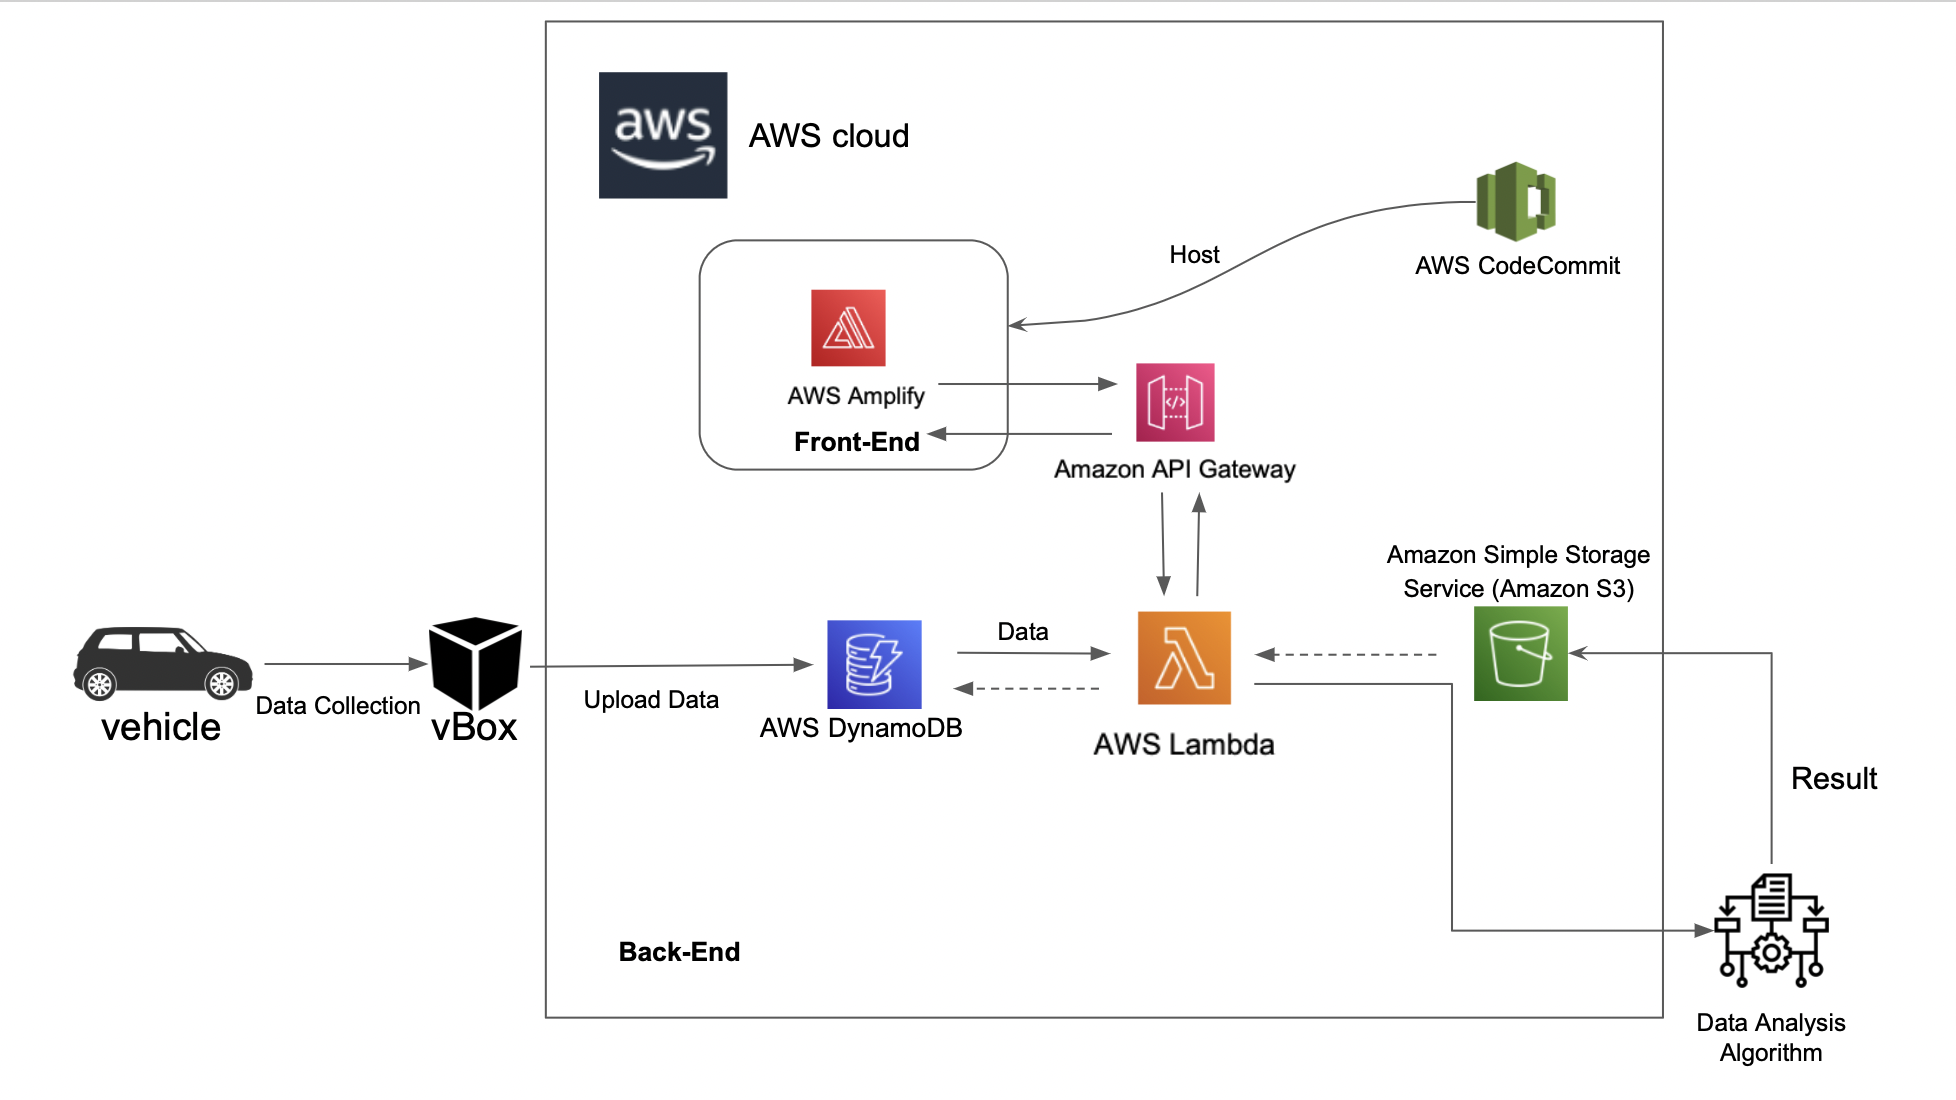 aws
AWS cloud
AWS CodeCommit
Host
AWS Amplify
Front-End
</>
Amazon API Gateway
Amazon Simple Storage
Service (Amazon S3)
vehicle
Data Collection
vBox
Upload Data
AWS DynamoDB
Data
AWS Lambda
Result
Back-End
Data Analysis
Algorithm